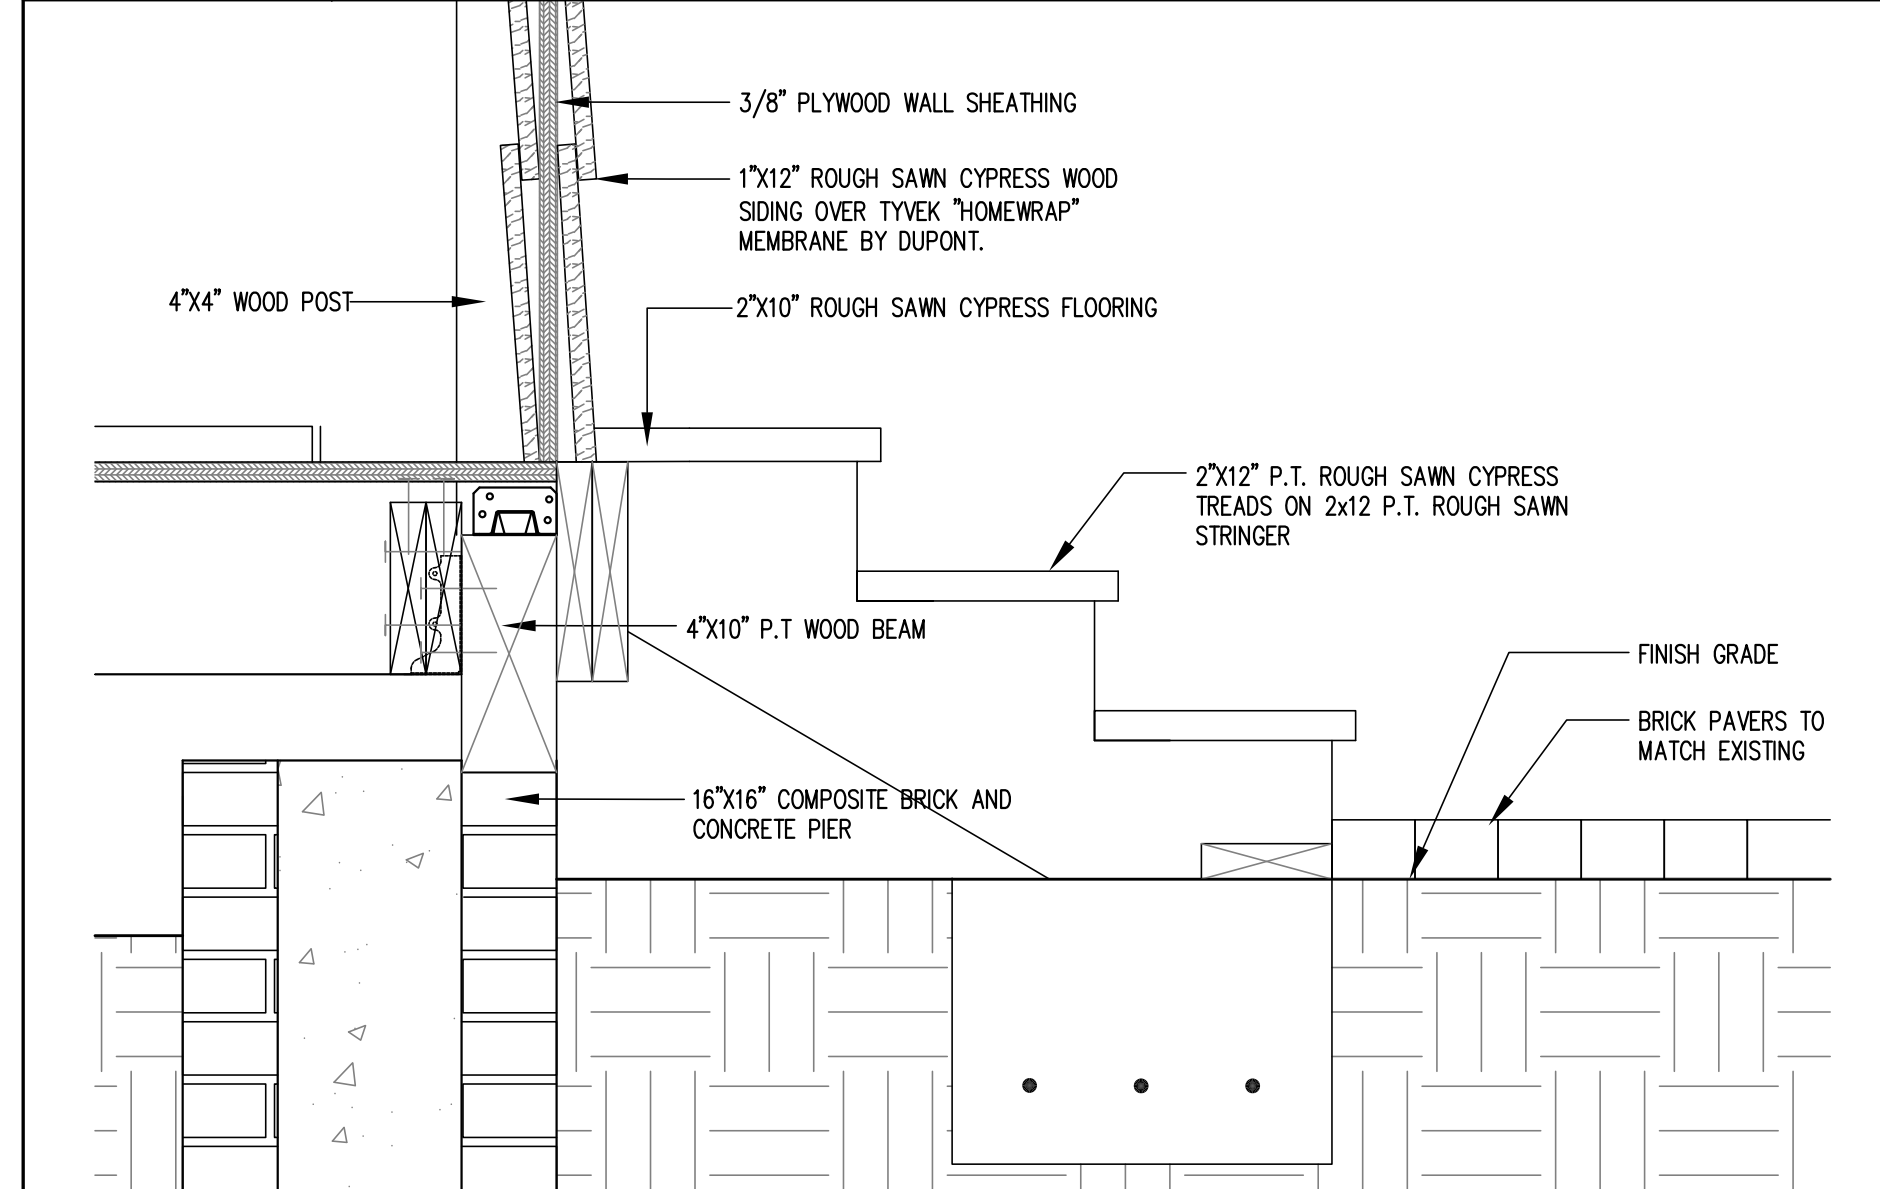 3/8" PLYWOOD WALL SHEATHING
1"X12" ROUGH SAWN CYPRESS WOOD
SIDING OVER TYVEK "HOMEWRAP"
MEMBRANE BY DUPONT.
4"X4" WOOD POST
2"X10" ROUGH SAWN CYPRESS FLOORING
2"X12" P.T. ROUGH SAWN CYPRESS
TREADS ON 2x12 P.T. ROUGH SAWN
STRINGER
4"X10" P.T WOOD BEAM
FINISH GRADE
BRICK PAVERS TO
MATCH EXISTING
16"X16" COMPOSITE BRICK AND
CONCRETE PIER